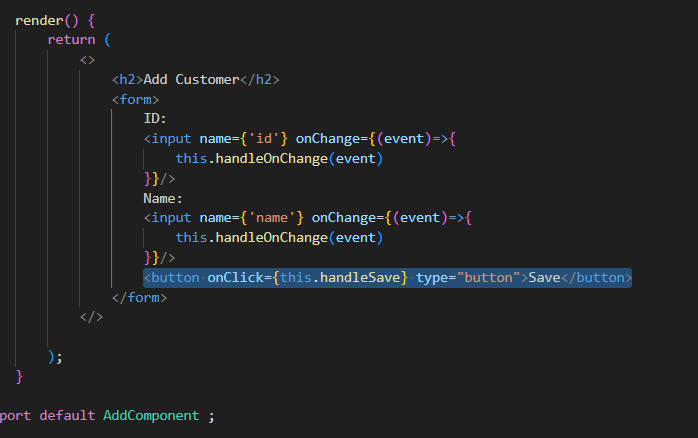 render() {
return (
<>
<h2>Add Customer</h2>
<form>
ID:
<input name={'id'} onChange={(event)=>{
this.handleOnChange(event)
}}/>
Name:
<input name={'name'} onChange={(event)=>{
this.handleOnChange(event)
}}/>
<button onClick={this.handleSave} type="button">Save</button>
</form>
</>
);
}
port default AddComponent ;